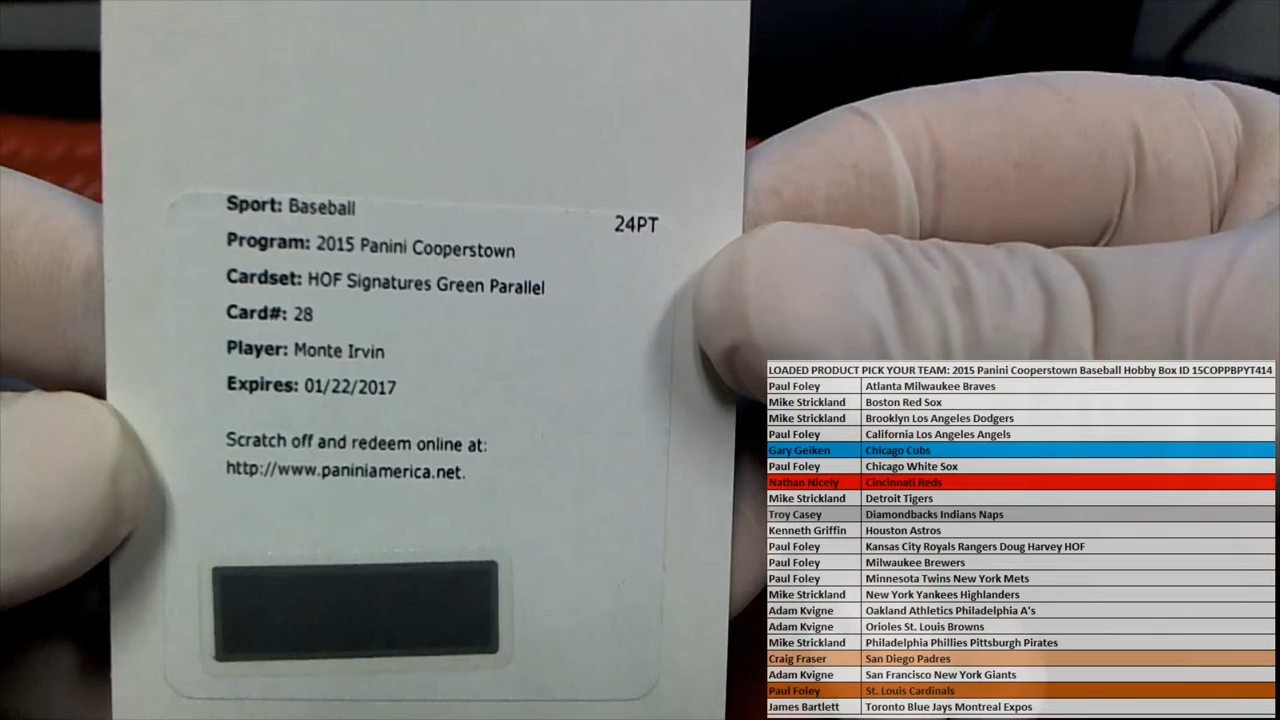 Sport: Baseball
24PT
Program: 2015 Panini Cooperstown
Cardset: HOF Signatures Green Parallel
Card#: 28
Player: Monte Irvin
Expires: 01/22/2017
Scratch off and redeem online at:
http://www.paniniamerica.net.
LOADED PRODUCT PICK YOUR TEAM: 2015 Panini Cooperstown Baseball Hobby Box ID 15COPPBPYT414
Paul Foley Atlanta Milwaukee Braves
Mike Strickland Boston Red Sox
Mike Strickland Brooklyn Los Angeles Dodgers
Paul Foley California Los Angeles Angels
Gary Geiken Chicago Cubs
Paul Foley Chicago White Sox
Nathan Nicely Cincinnati Reds
Mike Strickland Detroit Tigers
Troy Casey Diamondbacks Indians Naps
Kenneth Griffin Houston Astros
Paul Foley Kansas City Royals Rangers Doug Harvey HOF
Paul Foley Milwaukee Brewers
Paul Foley Minnesota Twins New York Mets
Mike Strickland New York Yankees Highlanders
Adam Kvigne Oakland Athletics Philadelphia A's
Adam Kvigne Orioles St. Louis Browns
Mike Strickland Philadelphia Phillies Pittsburgh Pirates
Craig Fraser San Diego Padres
Adam Kvigne San Francisco New York Giants
Paul Foley St. Louis Cardinals
James Bartlett Toronto Blue Jays Montreal Expos